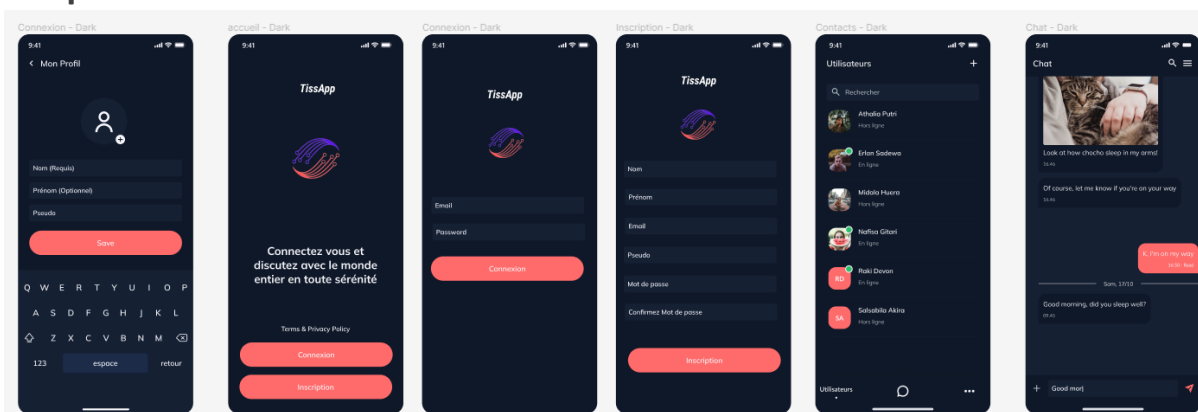 Connexion – Dark
9:41
Mon Profil
Nom (Requis)
Prénom (Optionnel)
Pseudo
Save
Q W E R T Y U I O P
A S D F G H J K L
Z X C V B N M
123 espace retour
accueil – Dark
9:41
TissApp
Connectez vous et
discutez avec le monde
entier en toute sérénité
Terms & Privacy Policy
Connexion
Inscription
Connexion – Dark
9:41
TissApp
Email
Password
Connexion
Inscription – Dark
9:41
TissApp
Nom
Prénom
Email
Pseudo
Mot de passe
Confirmez Mot de passe
Inscription
Contacts – Dark
9:41
Utilisateurs +
Rechercher
Athalia Putri
Hors ligne
Erlan Sadewa
En ligne
Midala Huera
Hors ligne
Nafisa Gitari
En ligne
RD Raki Devon
En ligne
SA Salsabila Akira
Hors ligne
Utilisateurs
Chat – Dark
9:41
Chat
Look at how chocho sleep in my arms!
16.46
Of course, let me know if you're on your way
16.46
K, I'm on my way
16.50 · Read
Sam, 17/10
Good morning, did you sleep well?
09.45
+ Good mor|